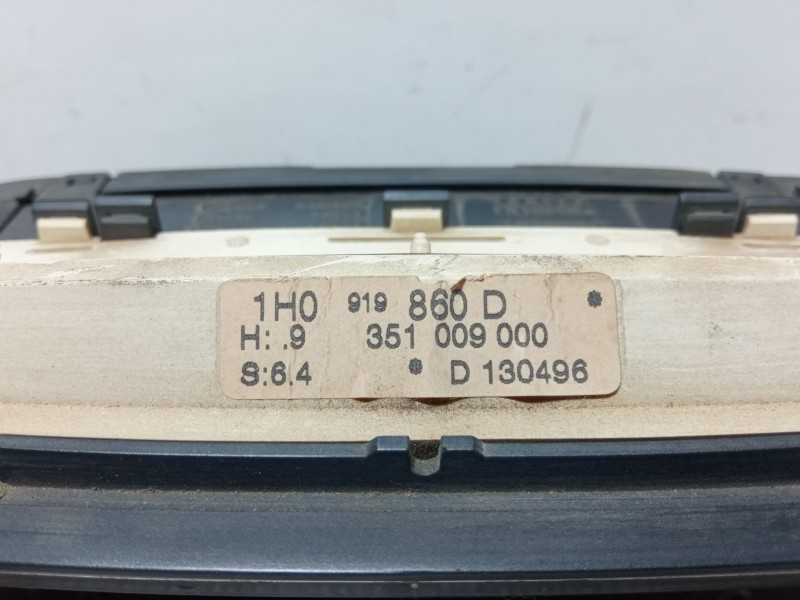 1H0 919 860 D *
H: .9 351 009 000
S:6.4 * D 130496